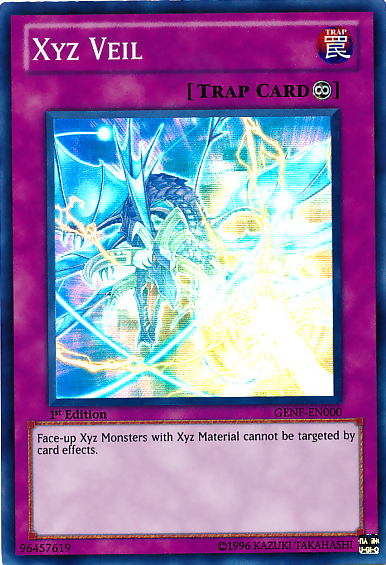 Xyz Veil
TRAP
罠
[TRAP CARD]
1st Edition
GENF-EN000
Face-up Xyz Monsters with Xyz Material cannot be targeted by
card effects.
96457619
©1996 KAZUKI TAKAHASHI